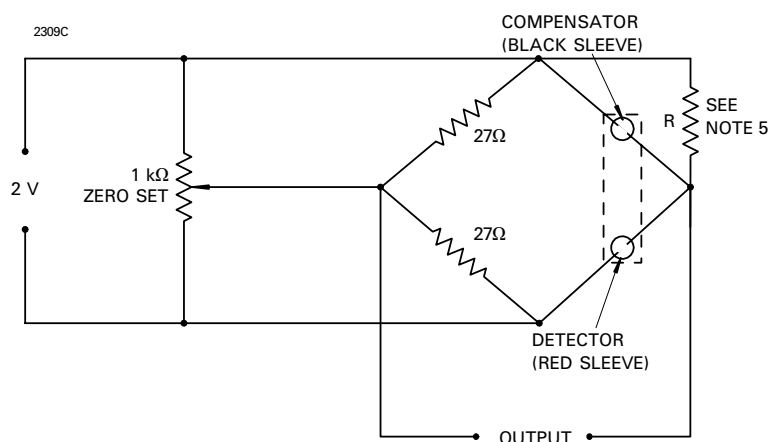 2309C
COMPENSATOR
(BLACK SLEEVE)
27Ω
R
SEE
NOTE 5
1 kΩ
ZERO SET
2 V
27Ω
DETECTOR
(RED SLEEVE)
OUTPUT